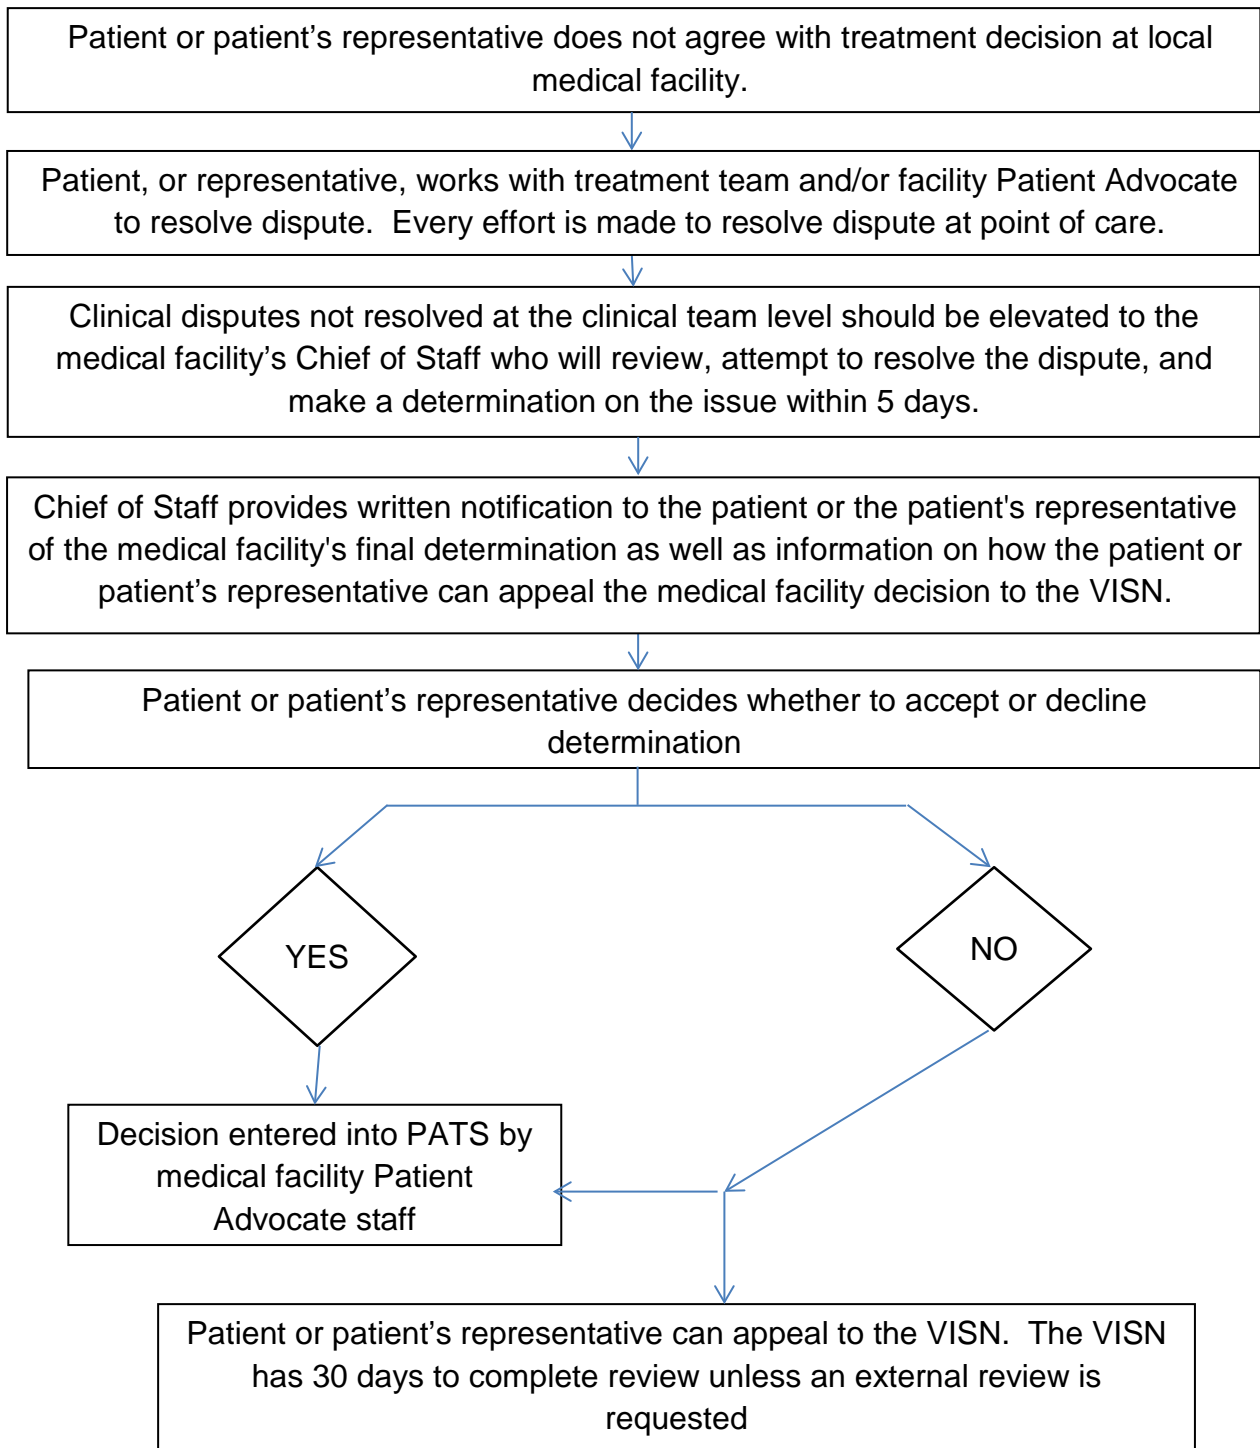 Patient or patient’s representative does not agree with treatment decision at local
medical facility.
Patient, or representative, works with treatment team and/or facility Patient Advocate
to resolve dispute.  Every effort is made to resolve dispute at point of care.
Clinical disputes not resolved at the clinical team level should be elevated to the
medical facility’s Chief of Staff who will review, attempt to resolve the dispute, and
make a determination on the issue within 5 days.
Chief of Staff provides written notification to the patient or the patient's representative
of the medical facility's final determination as well as information on how the patient or
patient’s representative can appeal the medical facility decision to the VISN.
Patient or patient’s representative decides whether to accept or decline
determination
YES
NO
Decision entered into PATS by
medical facility Patient
Advocate staff
Patient or patient’s representative can appeal to the VISN.  The VISN
has 30 days to complete review unless an external review is
requested